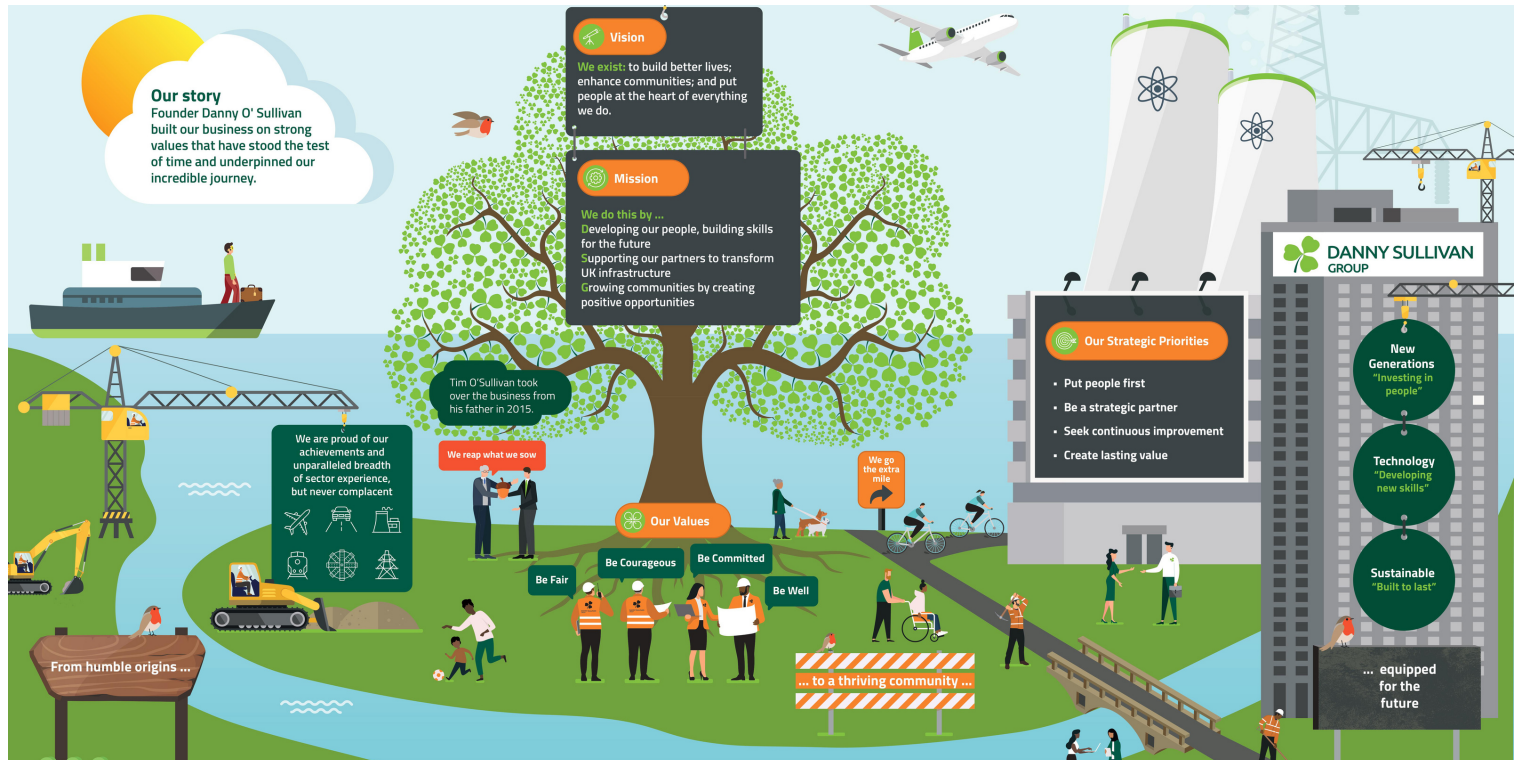 Our story
Founder Danny O' Sullivan
built our business on strong
values that have stood the test
of time and underpinned our
incredible journey.
Vision
We exist: to build better lives;
enhance communities; and put
people at the heart of everything
we do.
Mission
We do this by ...
Developing our people, building skills
for the future
Supporting our partners to transform
UK infrastructure
Growing communities by creating
positive opportunities
Tim O'Sullivan took
over the business from
his father in 2015.
We reap what we sow
We are proud of our
achievements and
unparalleled breadth
of sector experience,
but never complacent
Our Values
Be Fair
Be Courageous
Be Committed
Be Well
We go
the extra
mile
From humble origins ...
... to a thriving community ...
Our Strategic Priorities
▪ Put people first
▪ Be a strategic partner
▪ Seek continuous improvement
▪ Create lasting value
DANNY SULLIVAN
GROUP
New
Generations
"Investing in
people"
Technology
"Developing
new skills"
Sustainable
"Built to last"
... equipped
for the
future